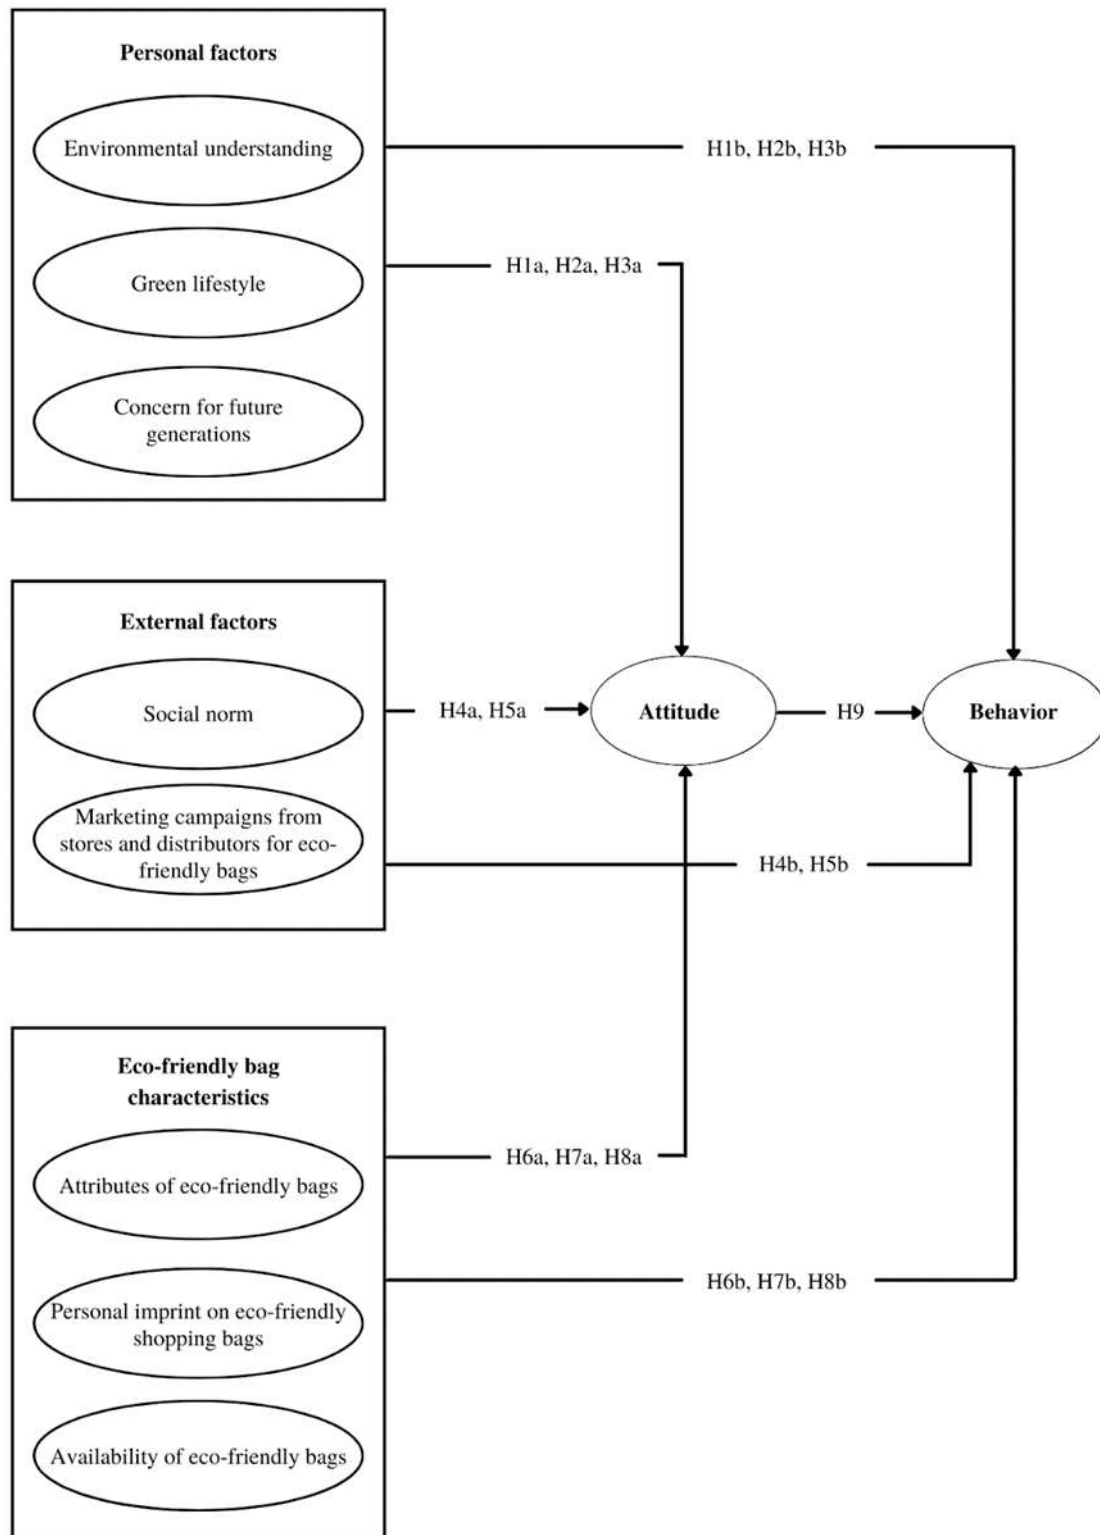 Personal factors
Environmental understanding
H1b, H2b, H3b
Green lifestyle
H1a, H2a, H3a
Concern for future
generations
External factors
Social norm
H4a, H5a
Attitude
H9
Behavior
Marketing campaigns from
stores and distributors for eco-
friendly bags
H4b, H5b
Eco-friendly bag
characteristics
Attributes of eco-friendly bags
H6a, H7a, H8a
Personal imprint on eco-friendly
shopping bags
H6b, H7b, H8b
Availability of eco-friendly bags